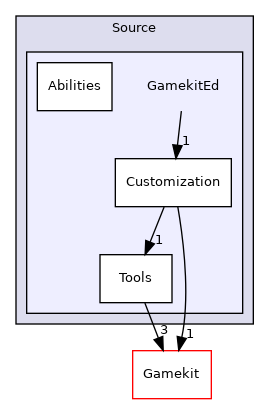 Source
Abilities
GamekitEd
1
Customization
1
Tools
3
1
Gamekit